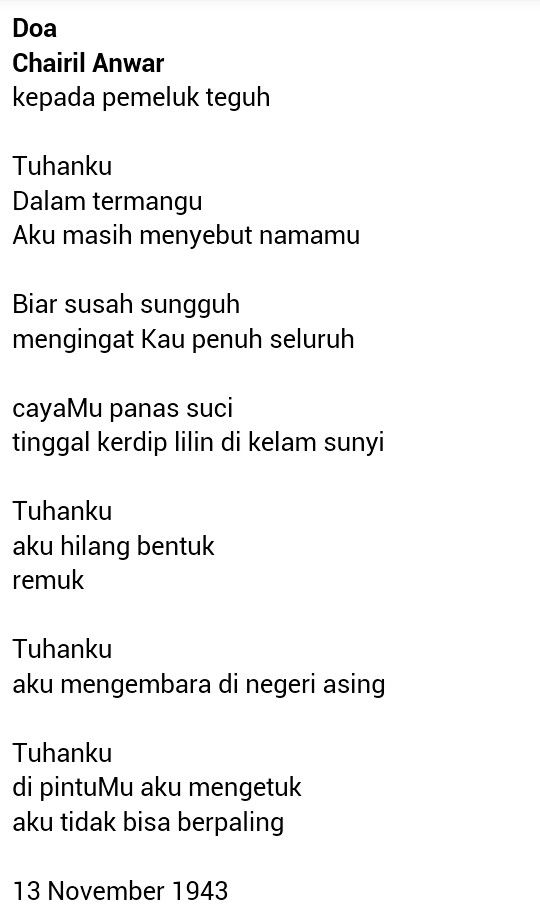 Doa
Chairil Anwar
kepada pemeluk teguh

Tuhanku
Dalam termangu
Aku masih menyebut namamu

Biar susah sungguh
mengingat Kau penuh seluruh

cayaMu panas suci
tinggal kerdip lilin di kelam sunyi

Tuhanku
aku hilang bentuk
remuk

Tuhanku
aku mengembara di negeri asing

Tuhanku
di pintuMu aku mengetuk
aku tidak bisa berpaling

13 November 1943